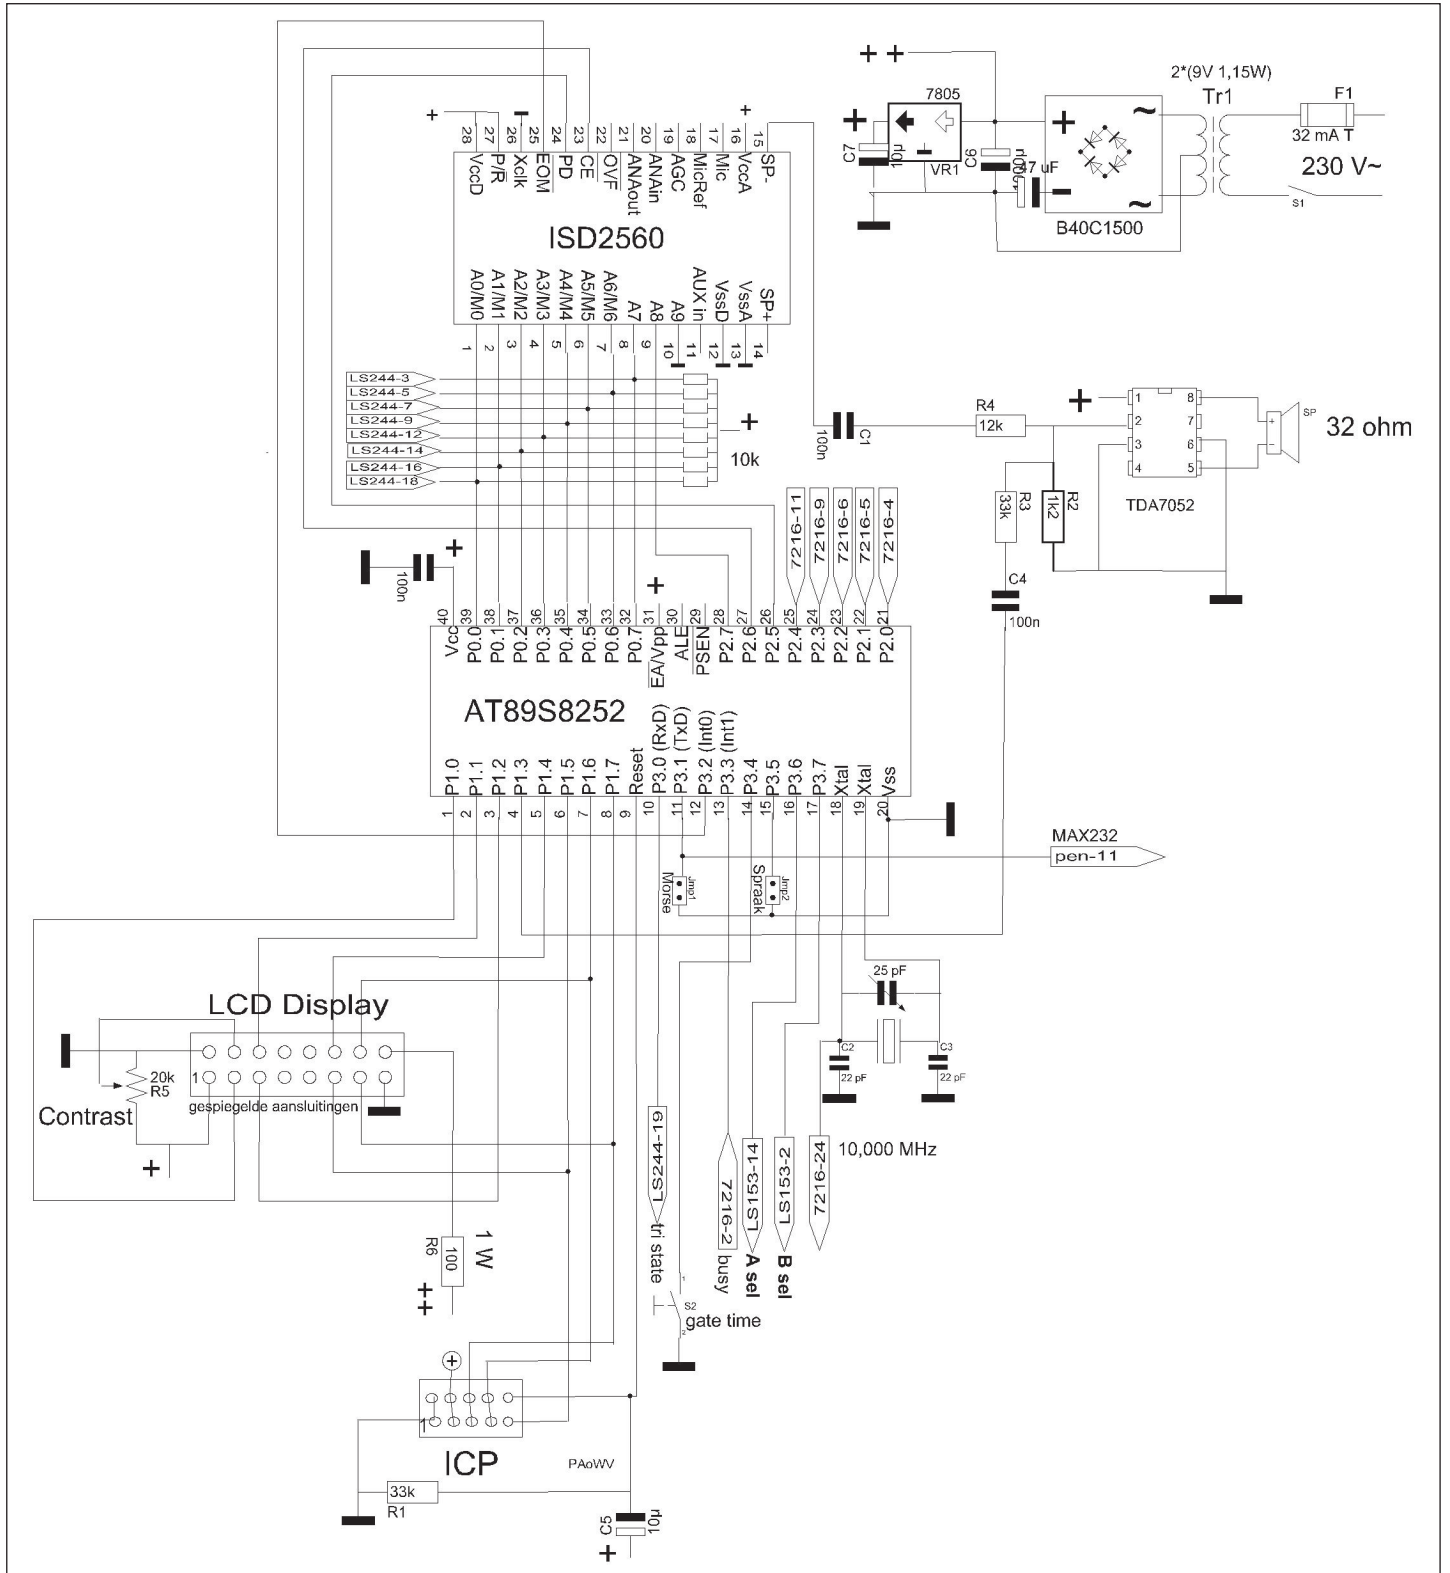 + +
2*(9V 1,15W)
Tr1
F1
32 mA T
230 V~
S1
7805
VR1
+
C7
10µ
C6
1000µ
47 uF
+
~
~
B40C1500
+
+
28 27 26 25 24 23 22 21 20 19 18 17 16 15
VccD P/R Xclk EOM PD CE OVF ANAout ANAin AGC MicRef Mic VccA SP-
ISD2560
A0/M0 A1/M1 A2/M2 A3/M3 A4/M4 A5/M5 A6/M6 A7 A8 A9 AUX in VssD VssA SP+
1 2 3 4 5 6 7 8 9 10 11 12 13 14
LS244-3
LS244-5
LS244-7
LS244-9
LS244-12
LS244-14
LS244-16
LS244-18
+
10k
100n
C1
R4
12k
+
1 2 3 4
8 7 6 5
TDA7052
+
-
SP
32 ohm
R3
33k
R2
1k2
C4
100n
7216-11
7216-9
7216-6
7216-5
7216-4
100n
+
+
40 39 38 37 36 35 34 33 32 31 30 29 28 27 26 25 24 23 22 21
Vcc P0.0 P0.1 P0.2 P0.3 P0.4 P0.5 P0.6 P0.7 EA/Vpp ALE PSEN P2.7 P2.6 P2.5 P2.4 P2.3 P2.2 P2.1 P2.0
AT89S8252
P1.0 P1.1 P1.2 P1.3 P1.4 P1.5 P1.6 P1.7 Reset P3.0 (RxD) P3.1 (TxD) P3.2 (Int0) P3.3 (Int1) P3.4 P3.5 P3.6 P3.7 Xtal Xtal Vss
1 2 3 4 5 6 7 8 9 10 11 12 13 14 15 16 17 18 19 20
MAX232
pen-11
Jmp1
Morse
Jmp2
Spraak
25 pF
C2
22 pF
C3
22 pF
10,000 MHz
LCD Display
1
gespiegelde aansluitingen
20k
R5
Contrast
+
R6
100
1 W
++
LS244-19
tri state
7216-2
busy
LS153-14
A sel
LS153-2
B sel
7216-24
1
S2
2
gate time
+
1
ICP
PAoWV
33k
R1
C5
10µ
+